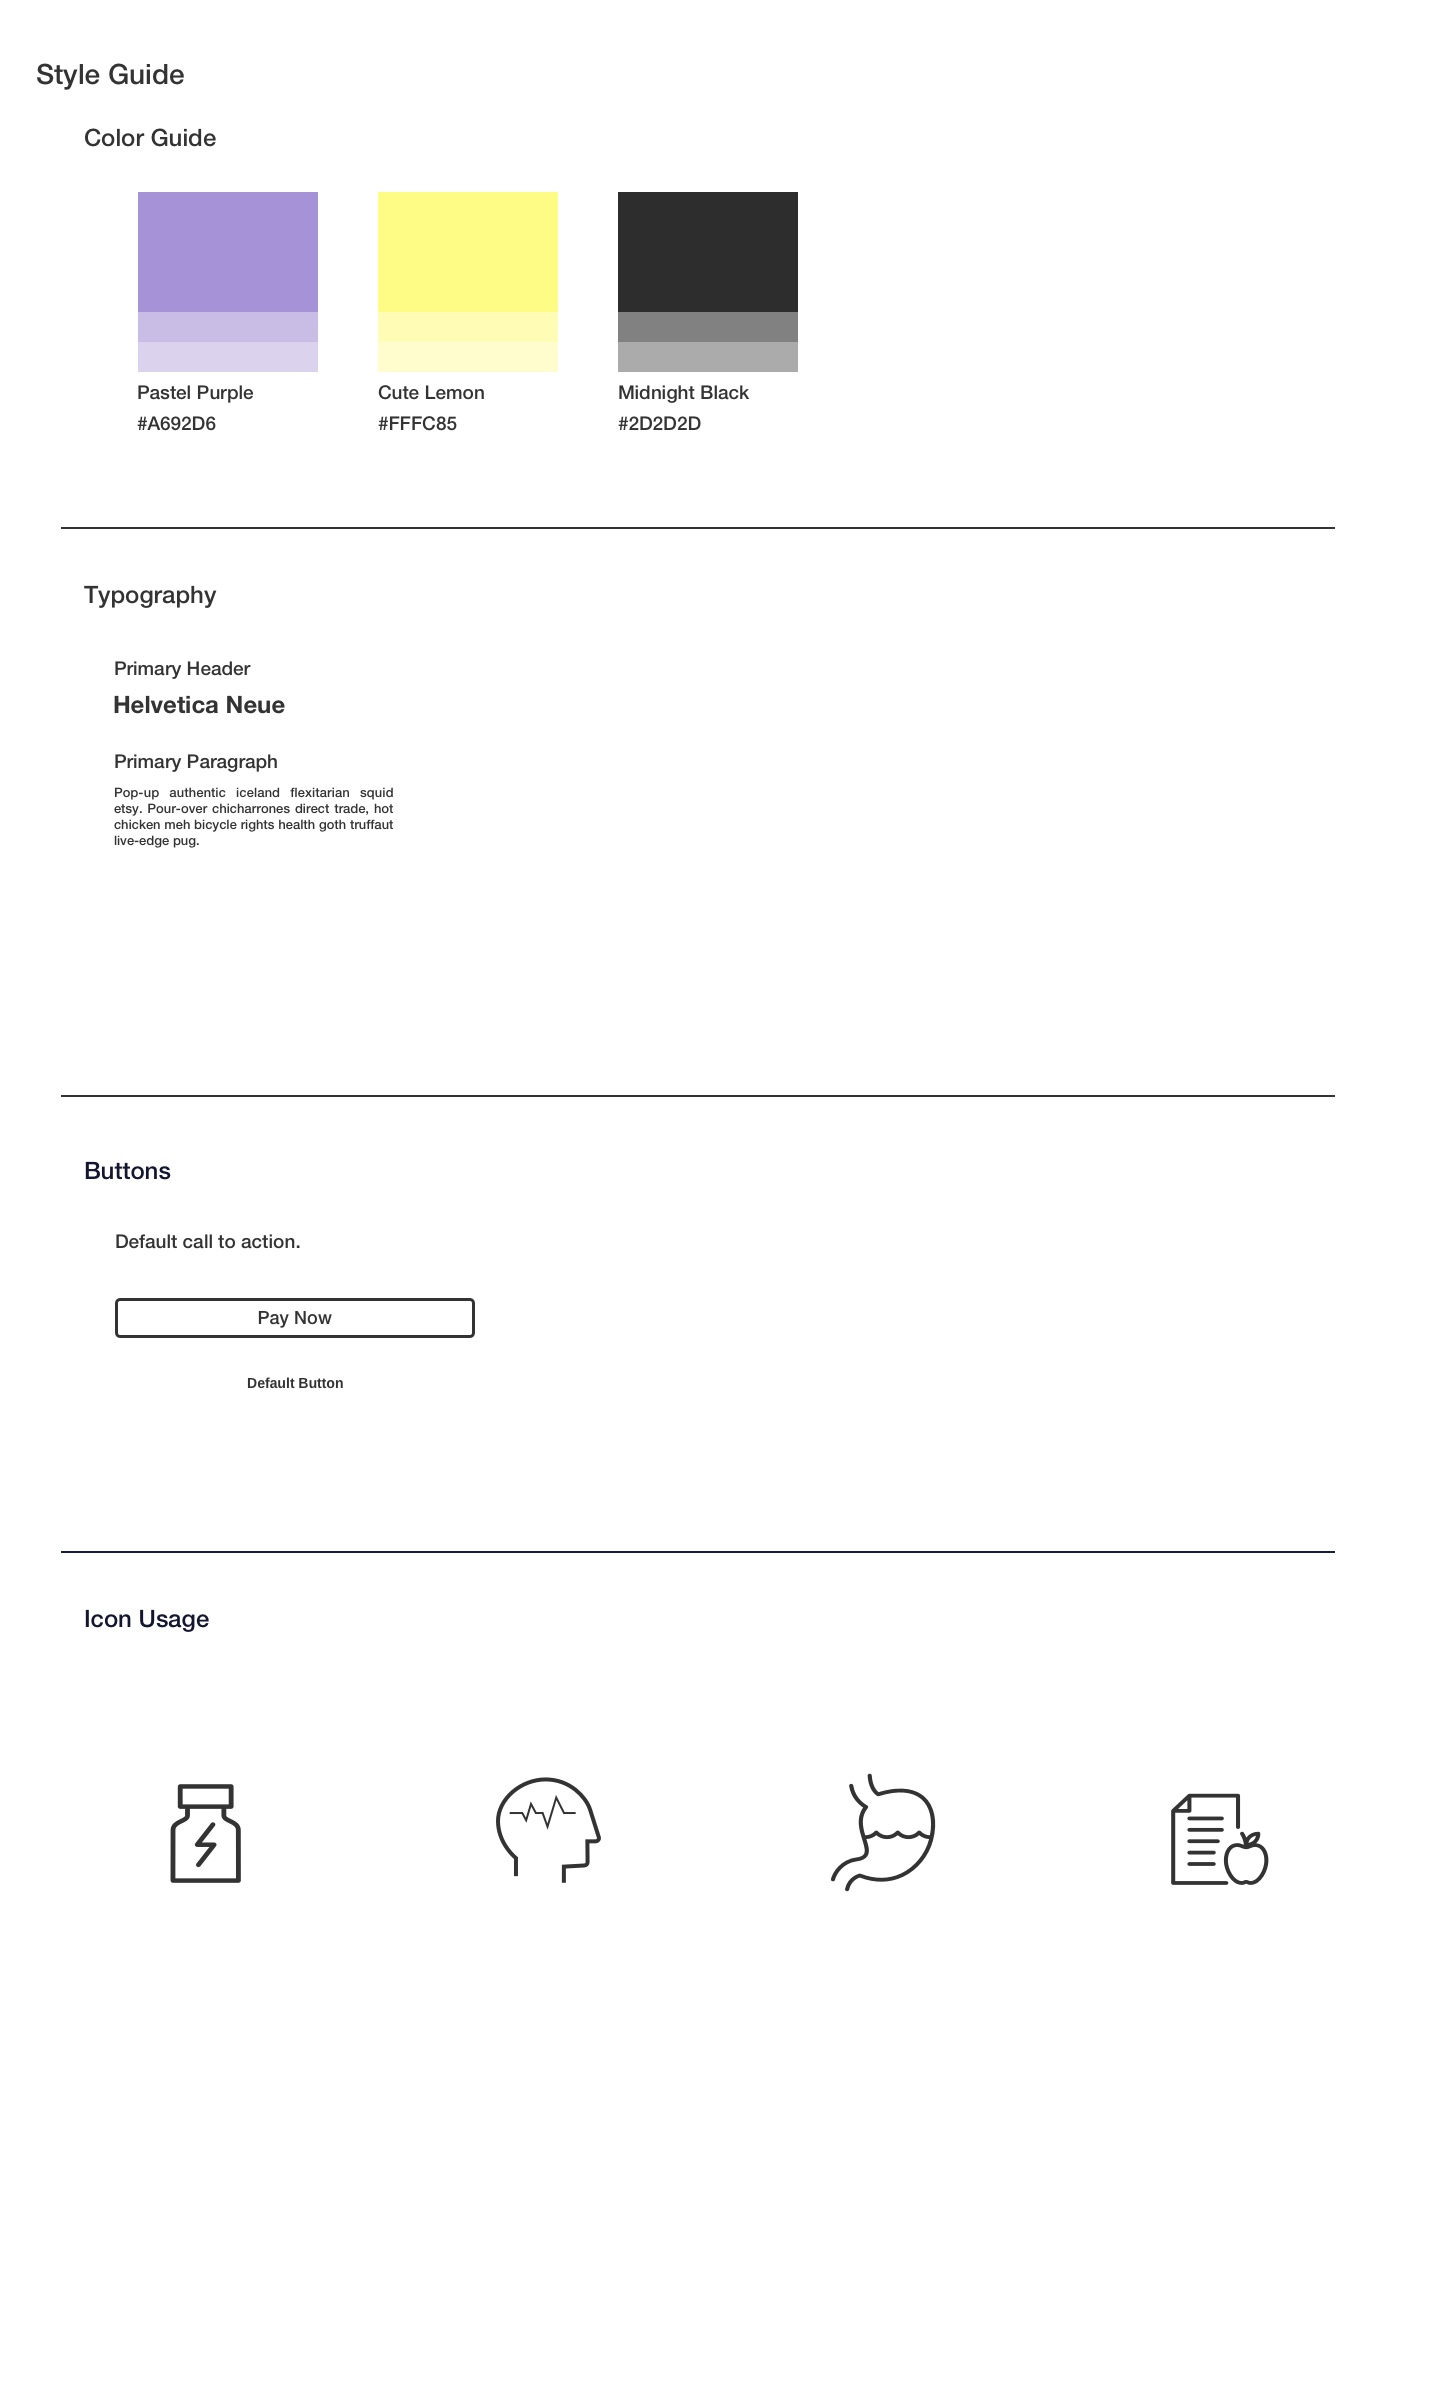 Style Guide
Color Guide
Pastel Purple
#A692D6
Cute Lemon
#FFFC85
Midnight Black
#2D2D2D
Typography
Primary Header
Helvetica Neue
Primary Paragraph
Pop-up authentic iceland flexitarian squid
etsy. Pour-over chicharrones direct trade, hot
chicken meh bicycle rights health goth truffaut
live-edge pug.
Buttons
Default call to action.
Pay Now
Default Button
Icon Usage